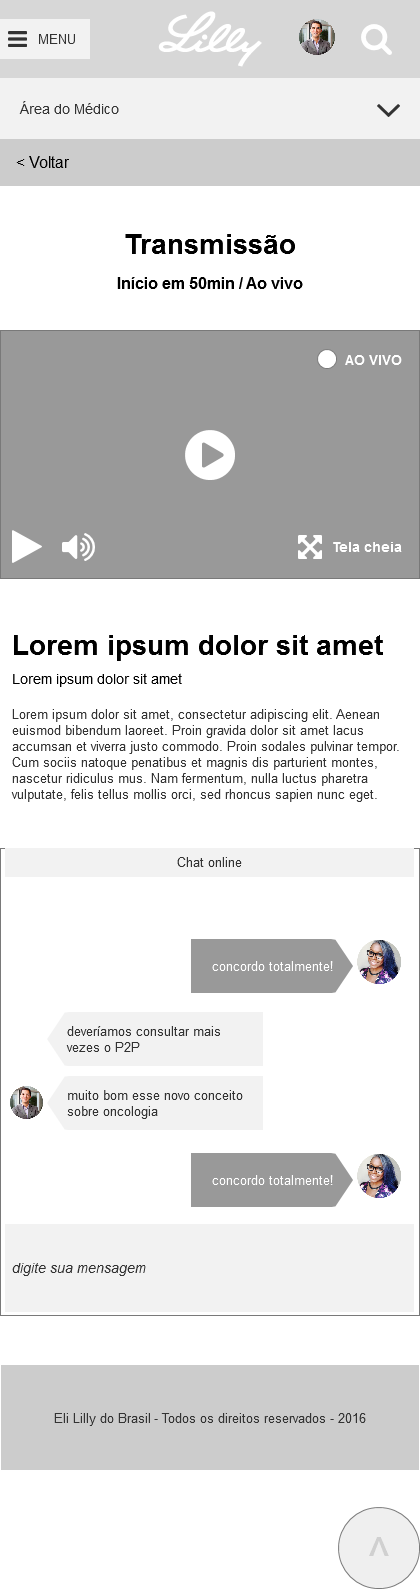 MENU
Lilly
Área do Médico
< Voltar
Transmissão
Início em 50min / Ao vivo
AO VIVO
Tela cheia
Lorem ipsum dolor sit amet
Lorem ipsum dolor sit amet
Lorem ipsum dolor sit amet, consectetur adipiscing elit. Aenean
euismod bibendum laoreet. Proin gravida dolor sit amet lacus
accumsan et viverra justo commodo. Proin sodales pulvinar tempor.
Cum sociis natoque penatibus et magnis dis parturient montes,
nascetur ridiculus mus. Nam fermentum, nulla luctus pharetra
vulputate, felis tellus mollis orci, sed rhoncus sapien nunc eget.
Chat online
concordo totalmente!
deveríamos consultar mais
vezes o P2P
muito bom esse novo conceito
sobre oncologia
concordo totalmente!
digite sua mensagem
Eli Lilly do Brasil - Todos os direitos reservados - 2016